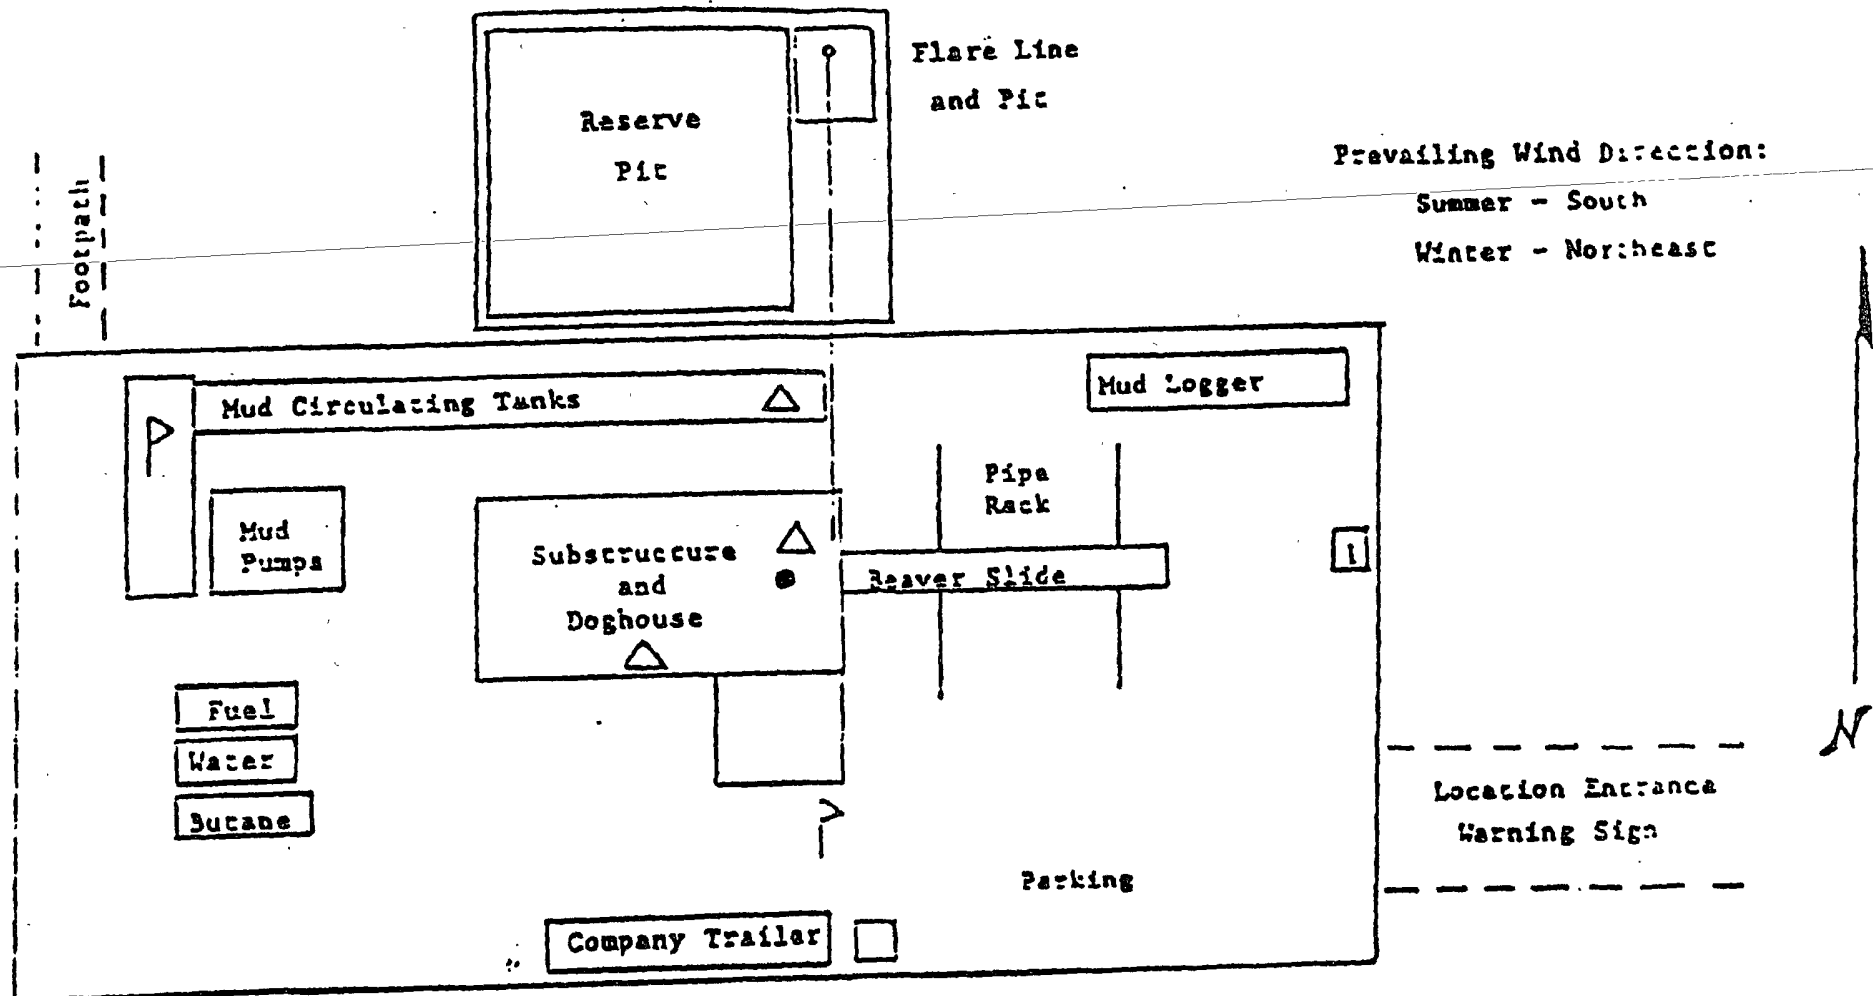 Flare Line
and Pit
Reserve
Pit
Prevailing Wind Direction:
Summer - South
Winter - Northeast
Footpath
Mud Circulating Tanks
Mud Logger
Pipe
Rack
Mud
Pumps
Substructure
and
Doghouse
Beaver Slide
1
Fuel
Water
Butane
N
Location Entrance
Warning Sign
Parking
Company Trailer